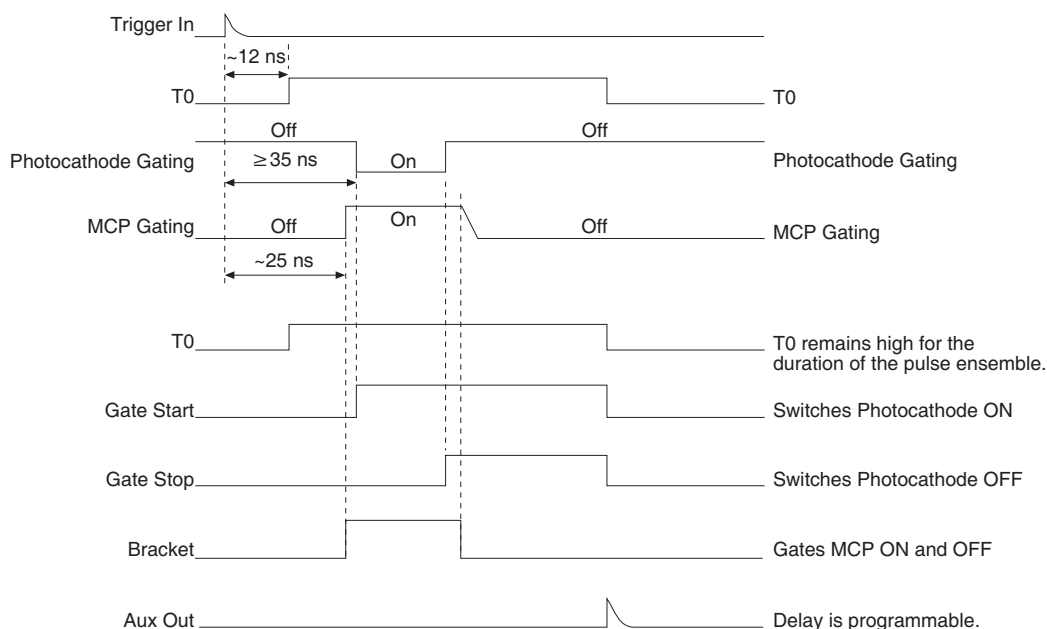 Trigger In
~12 ns
T0 T0
Off Off
Photocathode Gating ≥35 ns On Photocathode Gating
MCP Gating Off On Off MCP Gating
~25 ns
T0 T0 remains high for the
duration of the pulse ensemble.
Gate Start Switches Photocathode ON
Gate Stop Switches Photocathode OFF
Bracket Gates MCP ON and OFF
Aux Out Delay is programmable.